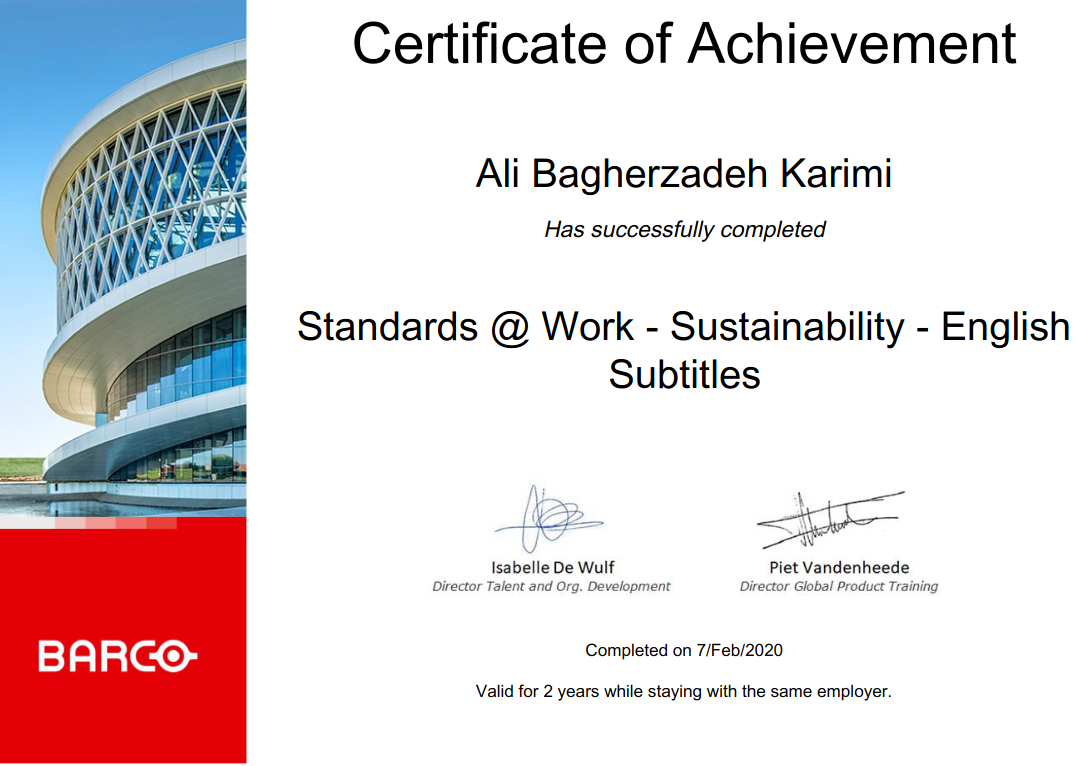 Certificate of Achievement
Ali Bagherzadeh Karimi
Has successfully completed
Standards @ Work - Sustainability - English
Subtitles
Isabelle De Wulf
Director Talent and Org. Development
Piet Vandenheede
Director Global Product Training
Completed on 7/Feb/2020
Valid for 2 years while staying with the same employer.
BARCO